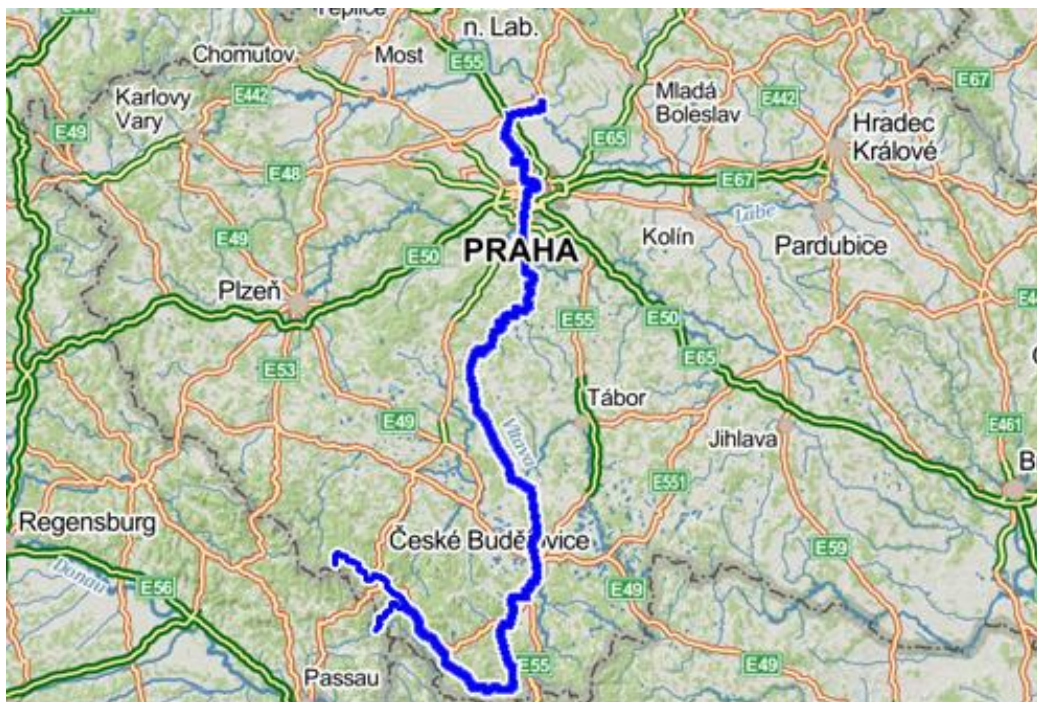 Teplice
n. Lab.
E55
Chomutov
Most
E442
Karlovy
Vary
Mladá
Boleslav
E442
E67
E49
E65
Hradec
Králové
E48
E67
Labe
E49
Kolín
Pardubice
E50
PRAHA
Plzeň
E55
E50
E53
E65
Tábor
E49
Vltava
Jihlava
E461
E551
Regensburg
České Budějovice
E59
Donau
E56
E49
Passau
E55
E49